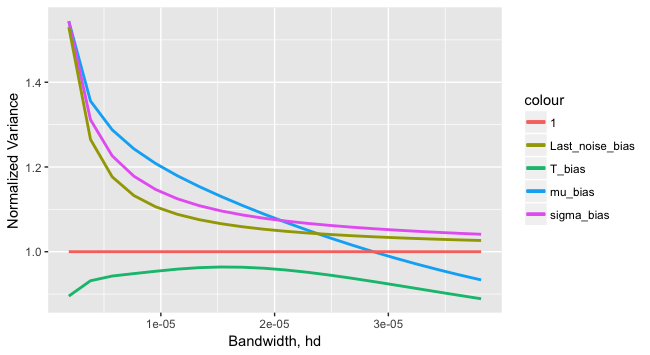 Normalized Variance
1.4
1.2
1.0
1e-05
2e-05
3e-05
Bandwidth, hd
colour
1
Last_noise_bias
T_bias
mu_bias
sigma_bias